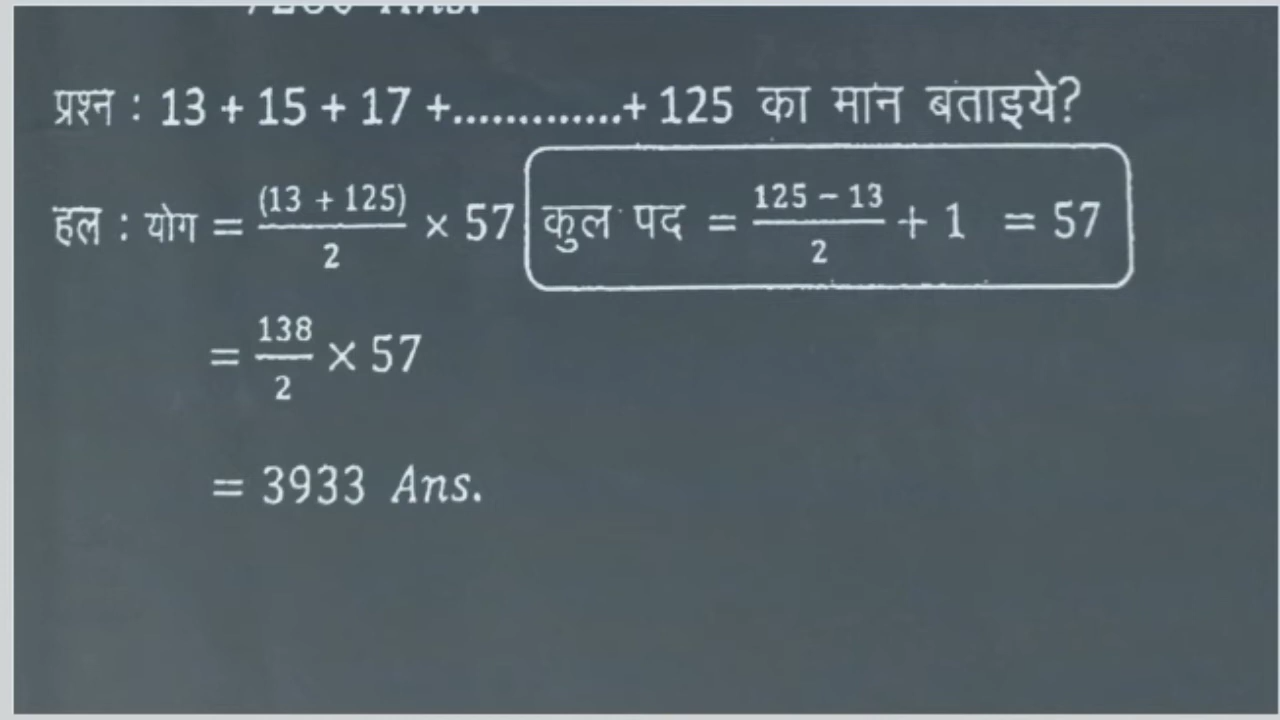 प्रश्न : 13 + 15 + 17 +.............+ 125 का मान बताइये?
हल : योग = (13 + 125)/2 × 57 कुल पद = (125 − 13)/2 + 1 = 57
= 138/2 × 57
= 3933 Ans.